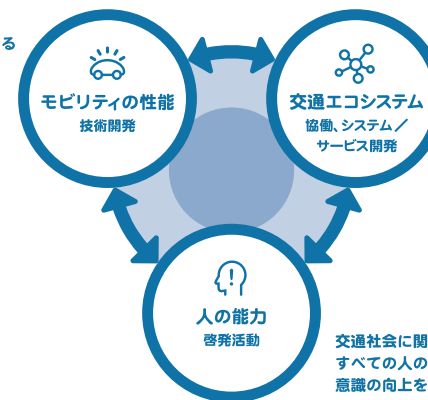 る
モビリティの性能
技術開発
交通エコシステム
協働、システム／
サービス開発
人の能力
啓発活動
交通社会に関
すべての人の
意識の向上を